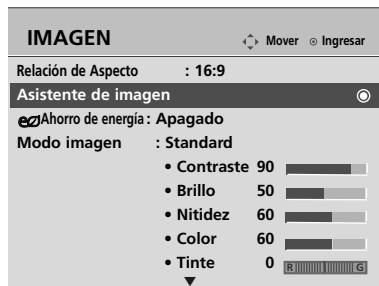 IMAGEN Mover Ingresar
Relación de Aspecto : 16:9
Asistente de imagen
eco Ahorro de energía : Apagado
Modo imagen : Standard
• Contraste 90
• Brillo 50
• Nitidez 60
• Color 60
• Tinte 0 R G